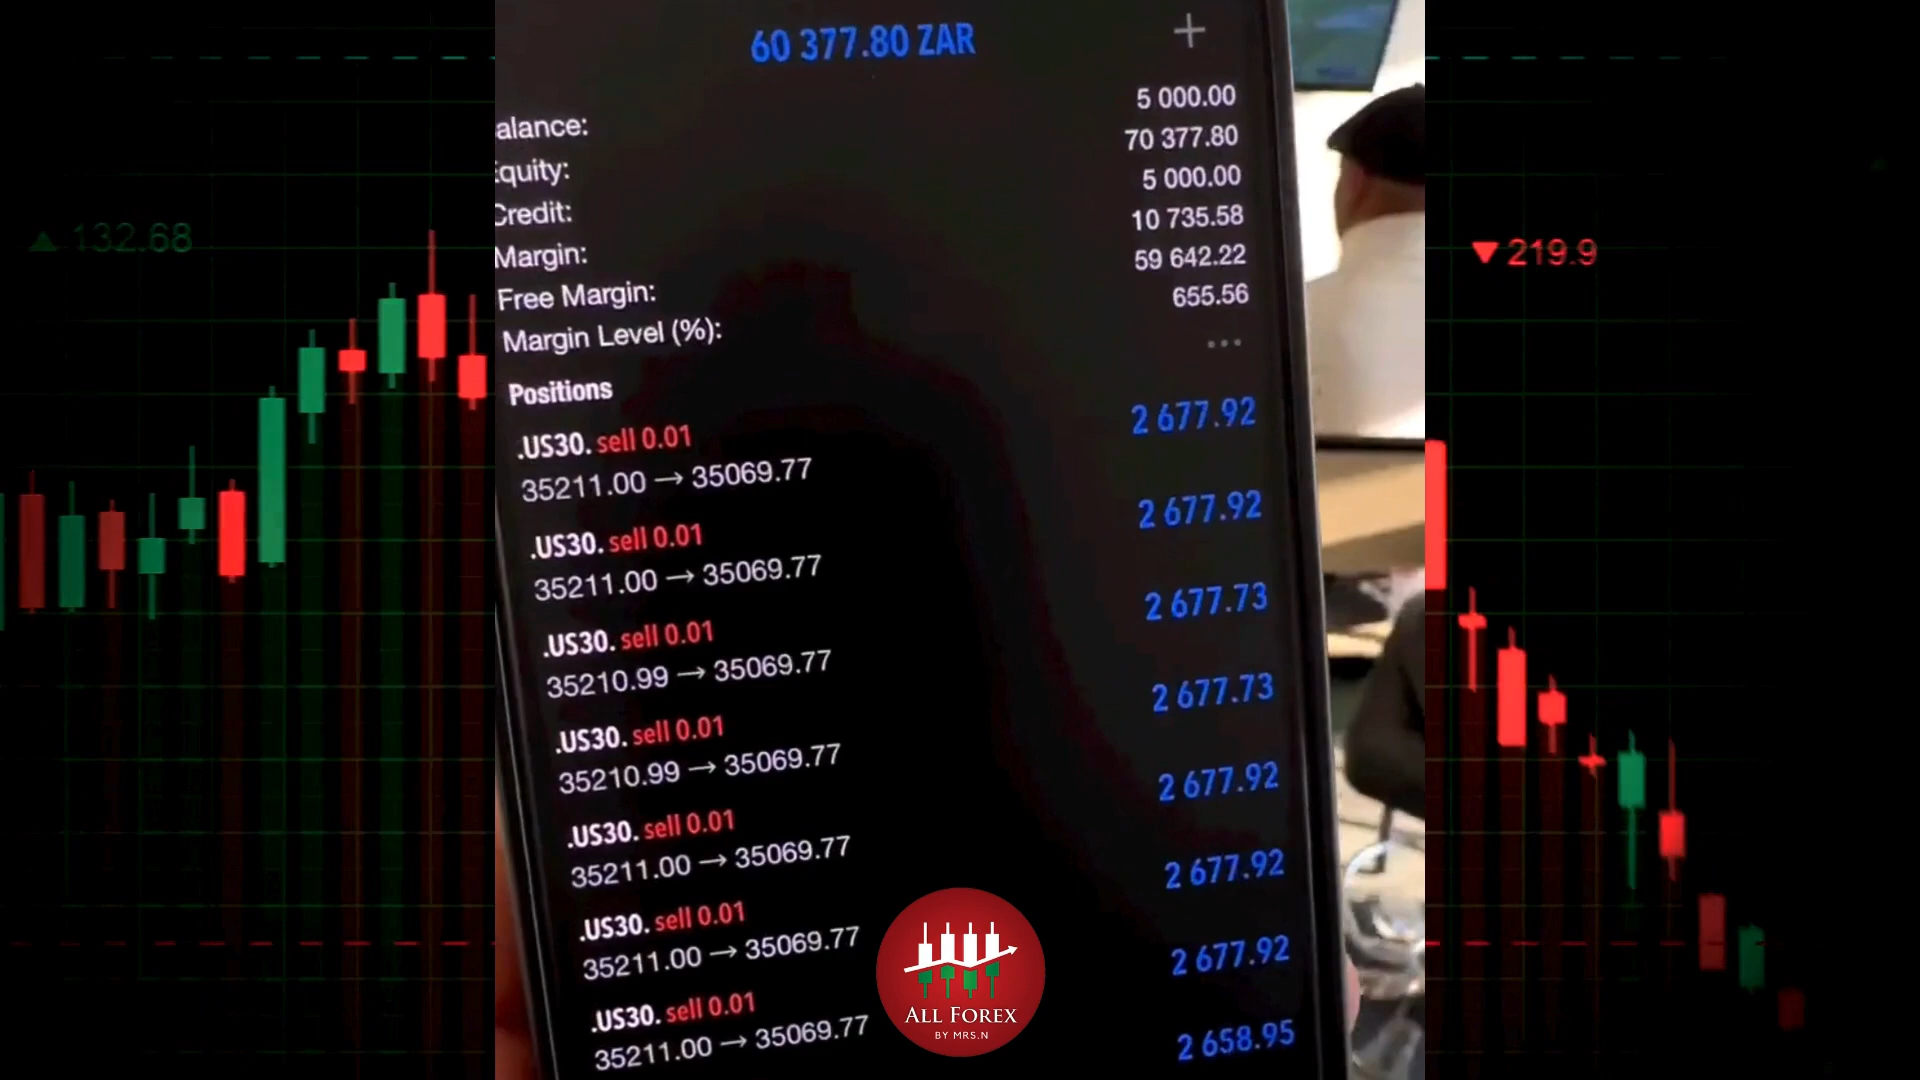 60 377.80 ZAR
+
alance: 5 000.00
quity: 70 377.80
Credit: 5 000.00
Margin: 10 735.58
Free Margin: 59 642.22
Margin Level (%): 655.56
Positions ...
.US30. sell 0.01 2 677.92
35211.00 → 35069.77
.US30. sell 0.01 2 677.92
35211.00 → 35069.77
.US30. sell 0.01 2 677.73
35210.99 → 35069.77
.US30. sell 0.01 2 677.73
35210.99 → 35069.77
.US30. sell 0.01 2 677.92
35211.00 → 35069.77
.US30. sell 0.01 2 677.92
35211.00 → 35069.77
.US30. sell 0.01 2 677.92
35211.00 → 35069.77
2 658.95
▲ 132.68
▼ 219.9
ALL FOREX
BY MRS.N